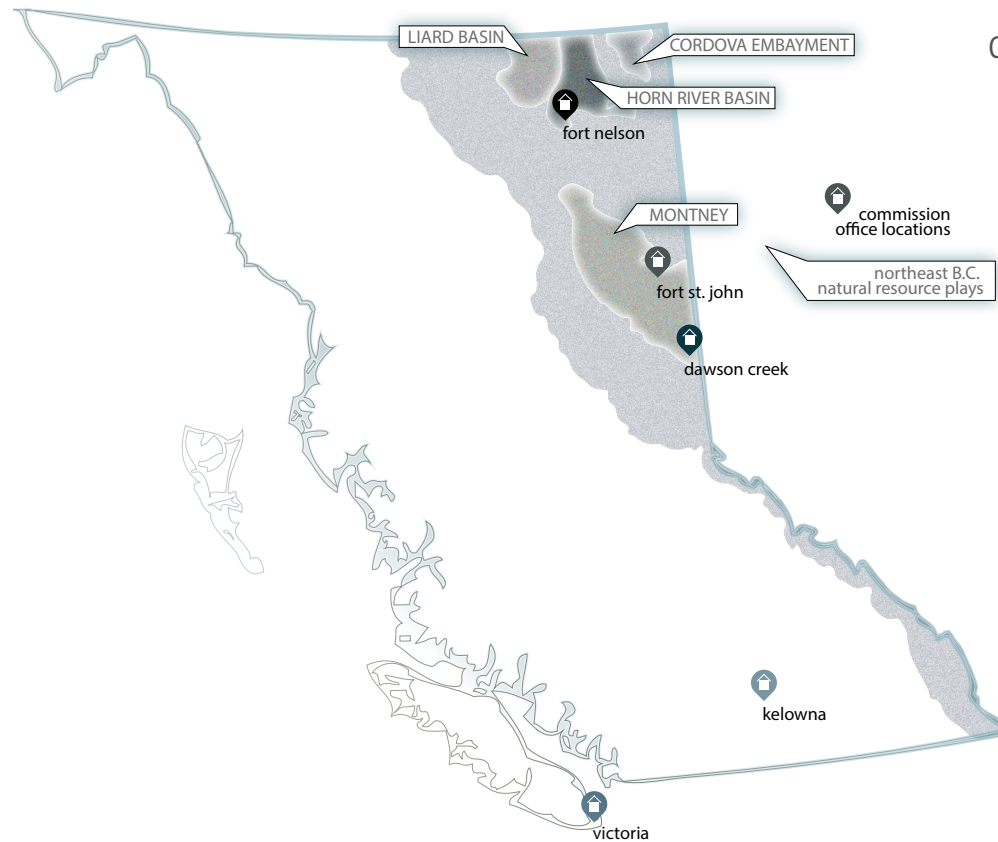 LIARD BASIN
CORDOVA EMBAYMENT
HORN RIVER BASIN
fort nelson
MONTNEY
commission
office locations
northeast B.C.
natural resource plays
fort st. john
dawson creek
kelowna
victoria